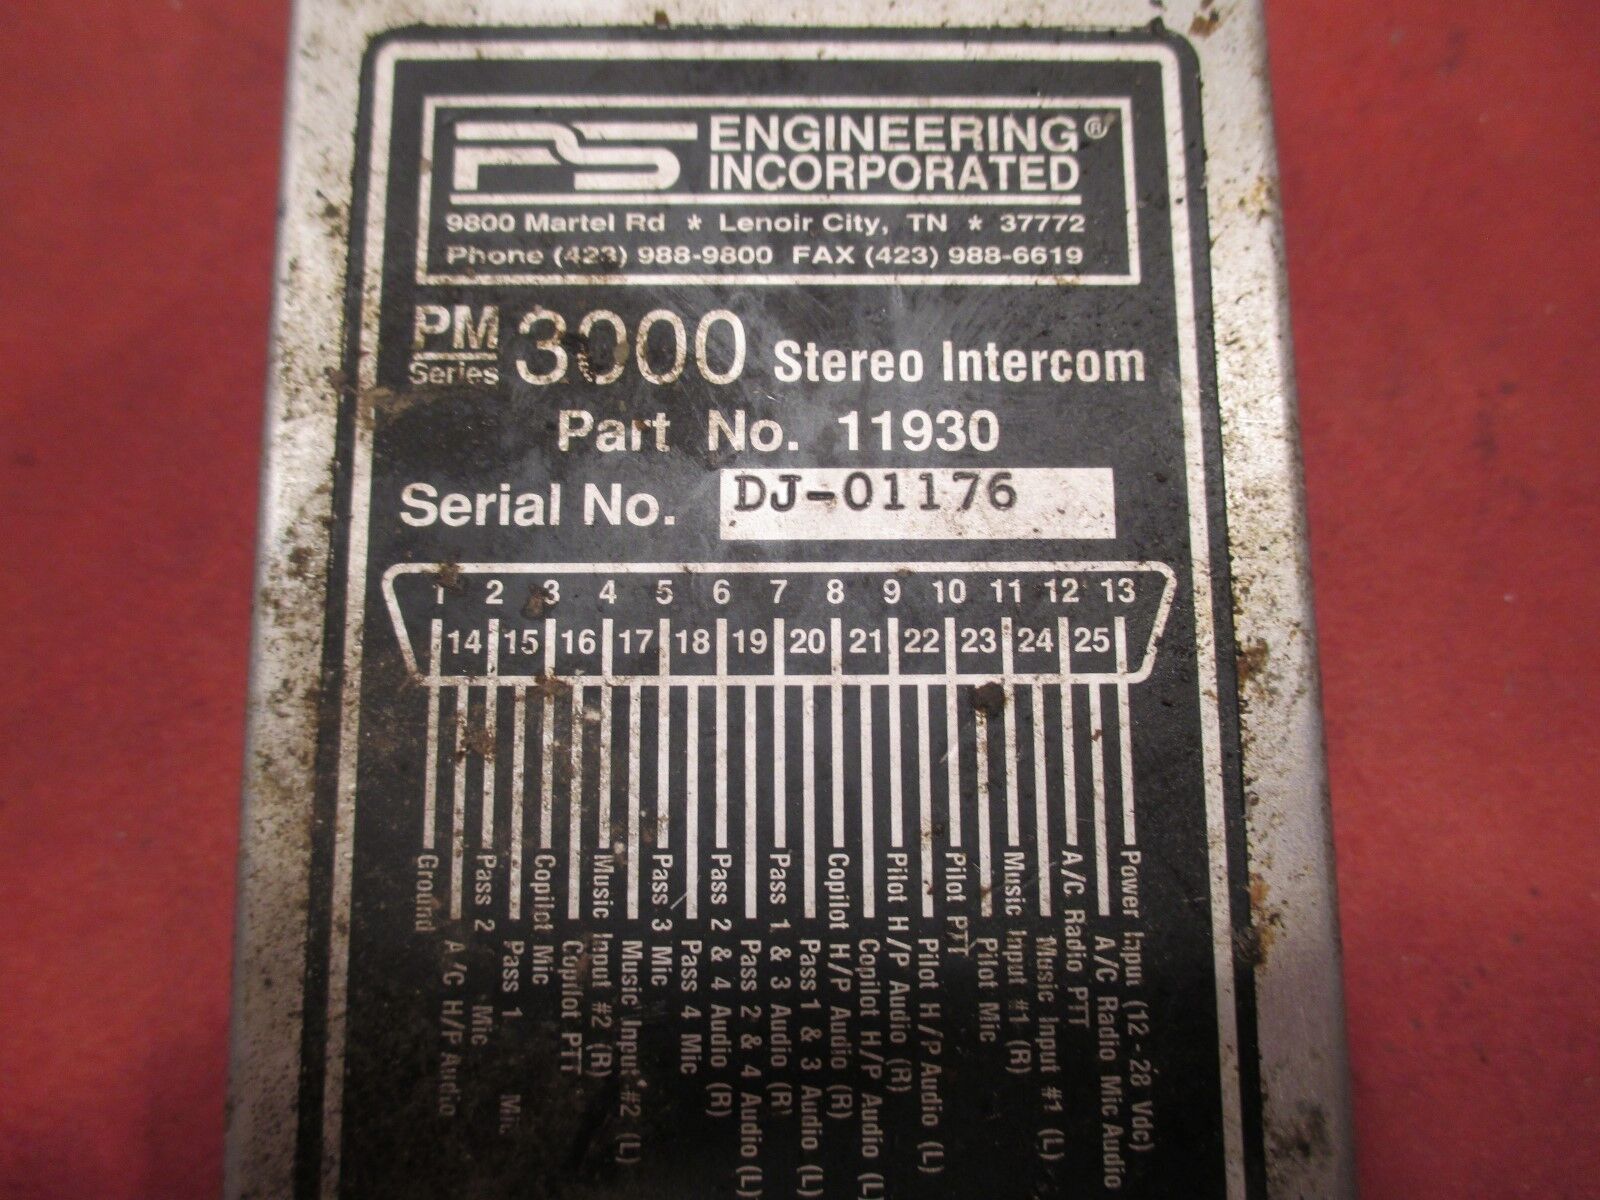 PS ENGINEERING®
INCORPORATED
9800 Martel Rd * Lenoir City, TN * 37772
Phone (423) 988-9800 FAX (423) 988-6619
PM
Series
3000 Stereo Intercom
Part No. 11930
Serial No. DJ-01176
1 2 3 4 5 6 7 8 9 10 11 12 13
14 15 16 17 18 19 20 21 22 23 24 25
Ground
A/C H/P Audio
Pass 2 Mic
Pass 1 Mic
Copilot Mic
Copilot PTT
Music Input #2 (R)
Music Input #2 (L)
Pass 3 Mic
Pass 4 Mic
Pass 2 & 4 Audio (R)
Pass 2 & 4 Audio (L)
Pass 1 & 3 Audio (R)
Pass 1 & 3 Audio (L)
Copilot H/P Audio (R)
Copilot H/P Audio (L)
Pilot H/P Audio (R)
Pilot H/P Audio (L)
Pilot PTT
Pilot Mic
Music Input #1 (R)
Music Input #1 (L)
A/C Radio PTT
A/C Radio Mic Audio
Power Input (12 - 28 Vdc)